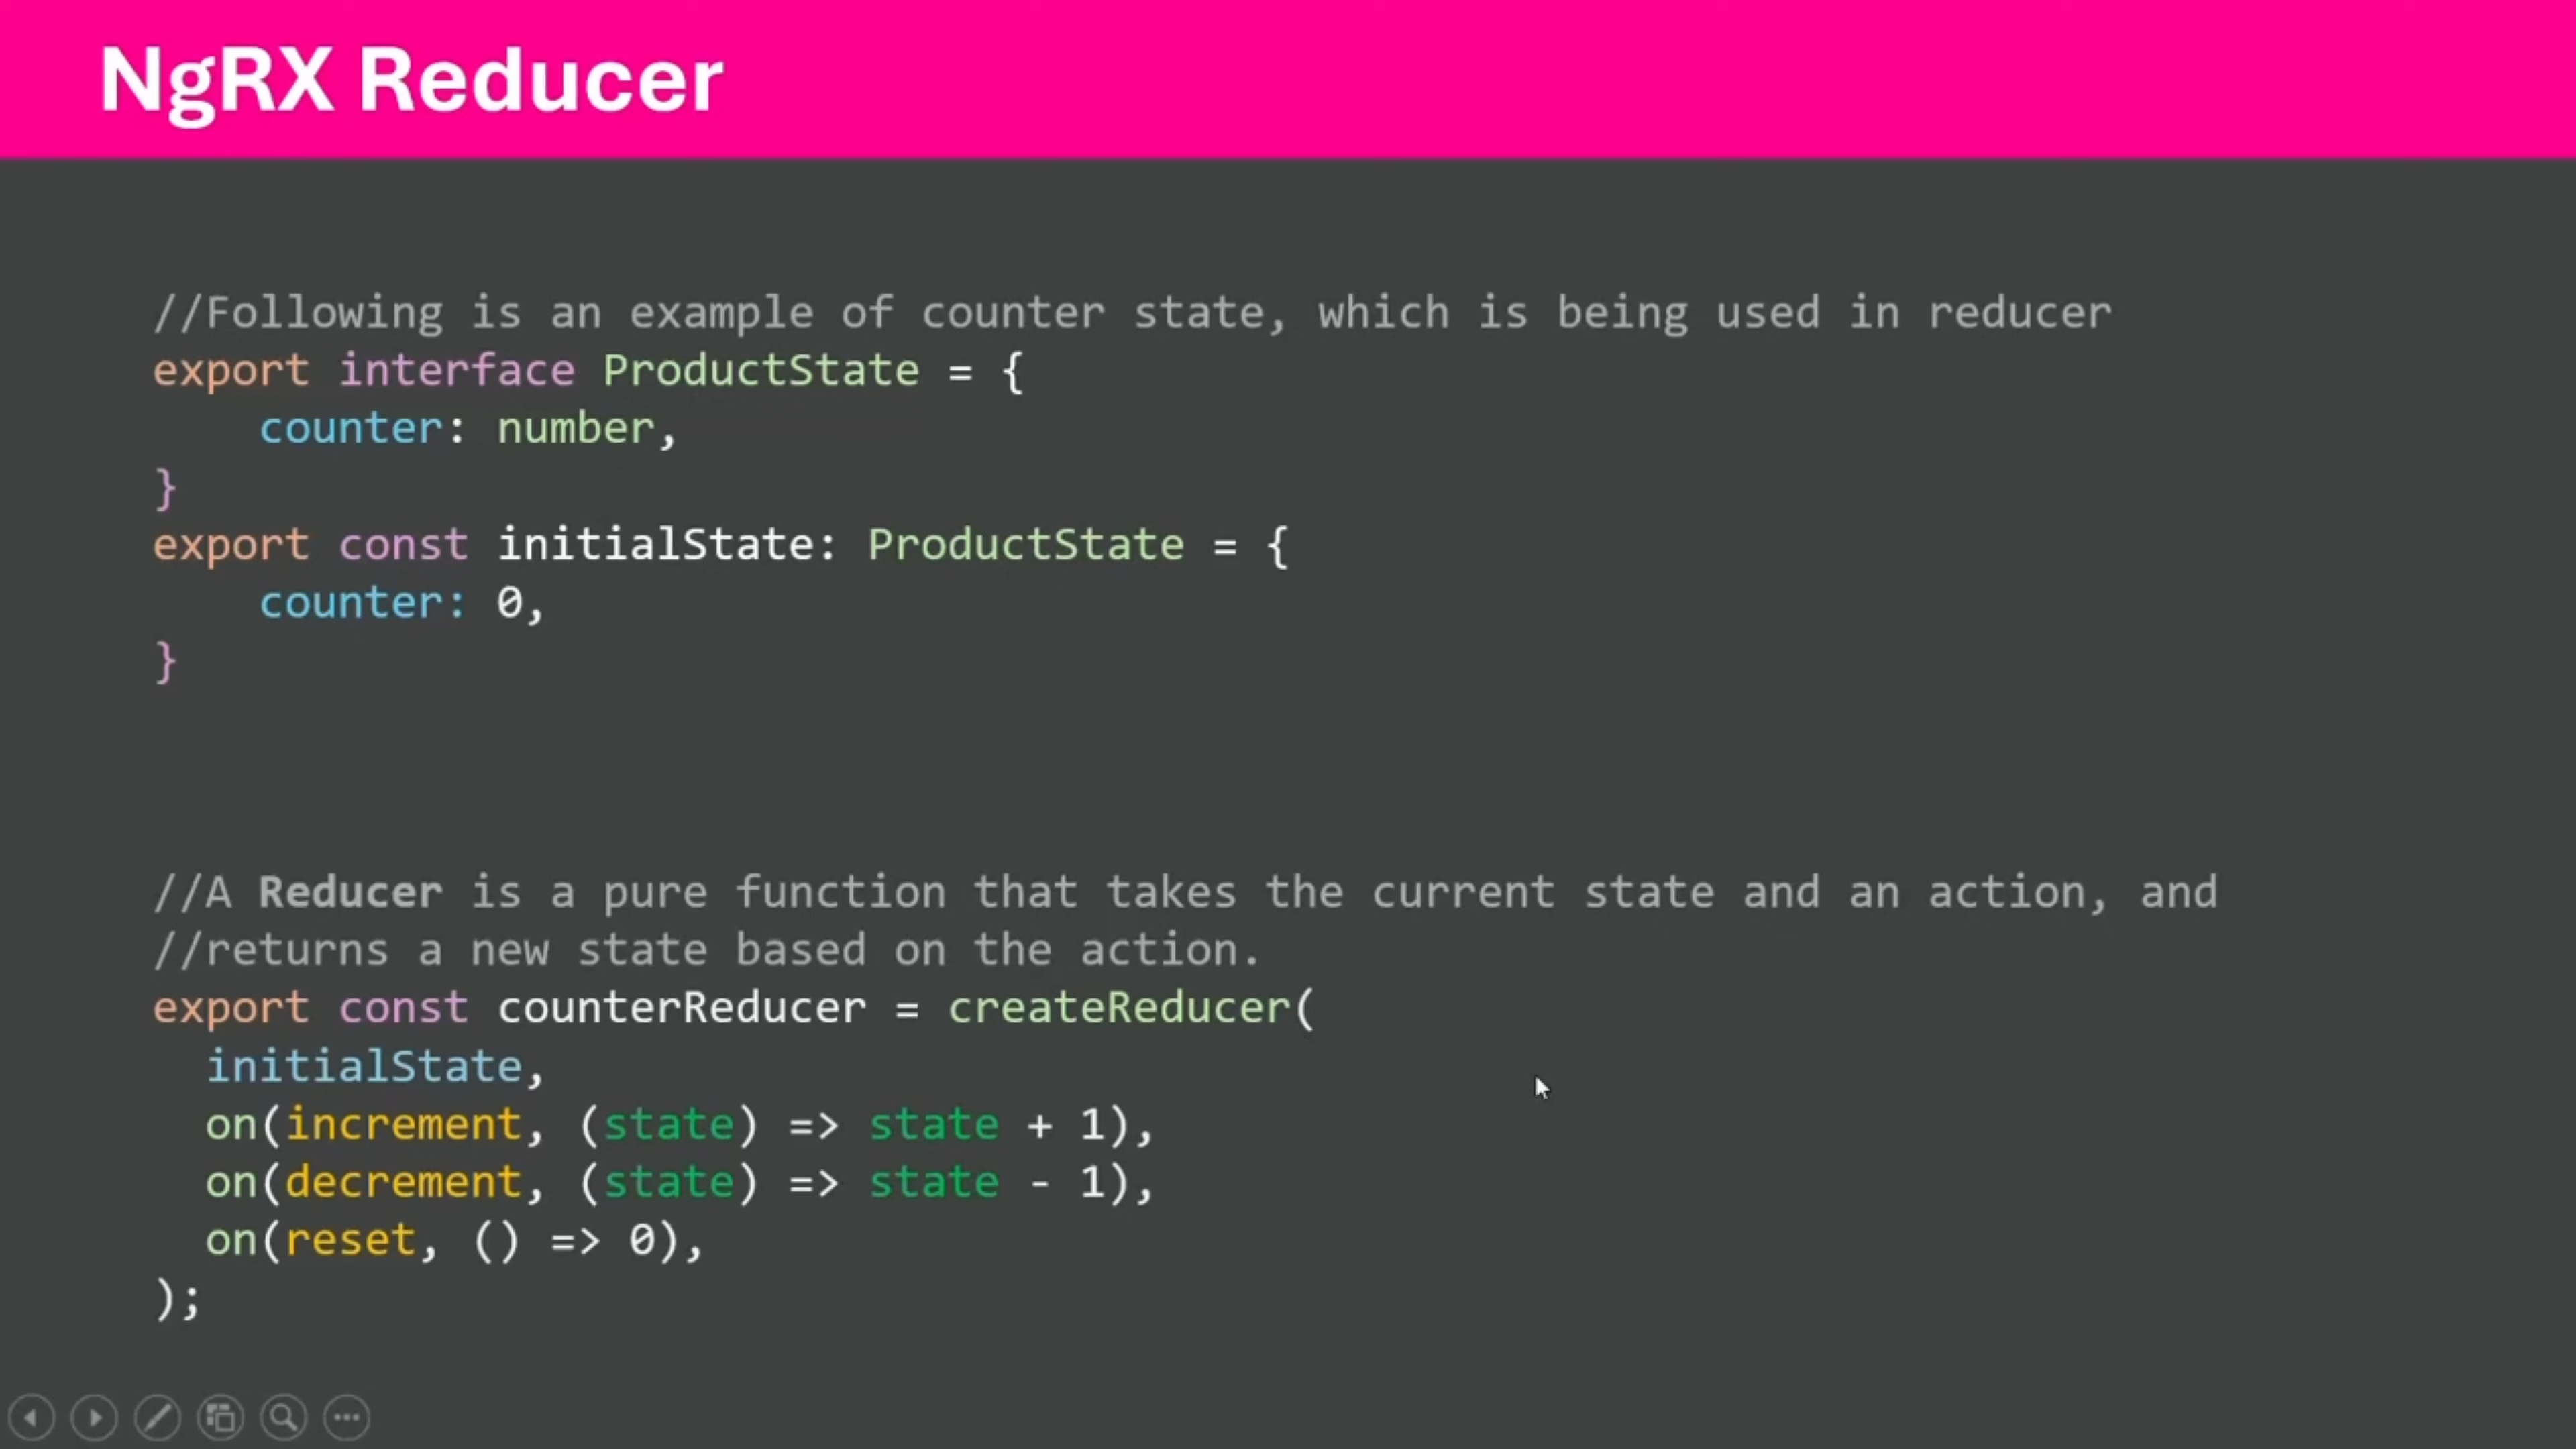 NgRX Reducer
//Following is an example of counter state, which is being used in reducer
export interface ProductState = {
    counter: number,
}
export const initialState: ProductState = {
    counter: 0,
}
//A Reducer is a pure function that takes the current state and an action, and
//returns a new state based on the action.
export const counterReducer = createReducer(
  initialState,
  on(increment, (state) => state + 1),
  on(decrement, (state) => state - 1),
  on(reset, () => 0),
);